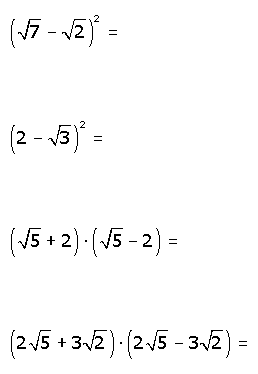 (√7 − √2)² =
(2 − √3)² =
(√5 + 2)·(√5 − 2) =
(2√5 + 3√2)·(2√5 − 3√2) =